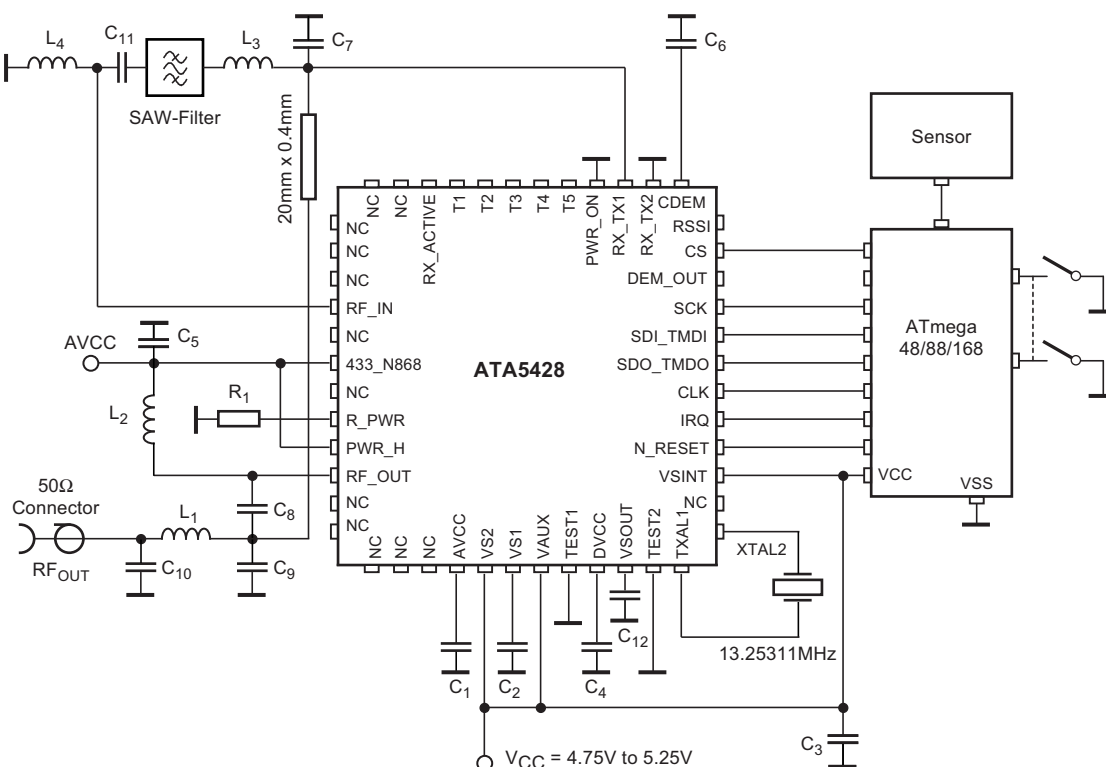 L4
C11
L3
C7
C6
SAW-Filter
20mm x 0.4mm
Sensor
NC
NC
RX_ACTIVE
T1
T2
T3
T4
T5
PWR_ON
RX_TX1
RX_TX2
CDEM
NC
NC
NC
RF_IN
NC
433_N868
NC
R_PWR
PWR_H
RF_OUT
NC
NC
AVCC
C5
L2
R1
50Ω
Connector
RFOUT
L1
C8
C10
C9
ATA5428
RSSI
CS
DEM_OUT
SCK
SDI_TMDI
SDO_TMDO
CLK
IRQ
N_RESET
VSINT
NC
XTAL2
ATmega
48/88/168
VCC
VSS
NC
NC
NC
AVCC
VS2
VS1
VAUX
TEST1
DVCC
VSOUT
TEST2
TXAL1
C1
C2
C4
C12
13.25311MHz
C3
VCC = 4.75V to 5.25V